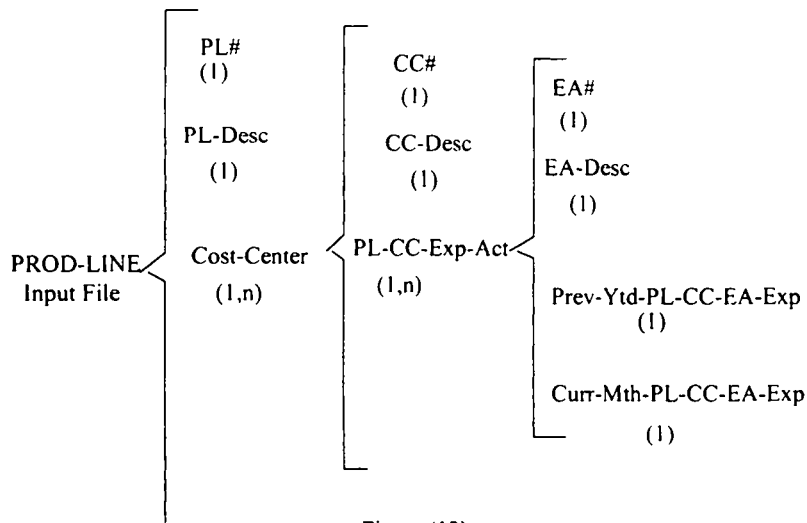 PROD-LINE
Input File
PL#
(1)
PL-Desc
(1)
Cost-Center
(1,n)
CC#
(1)
CC-Desc
(1)
PL-CC-Exp-Act
(1,n)
EA#
(1)
EA-Desc
(1)
Prev-Ytd-PL-CC-EA-Exp
(1)
Curr-Mth-PL-CC-EA-Exp
(1)